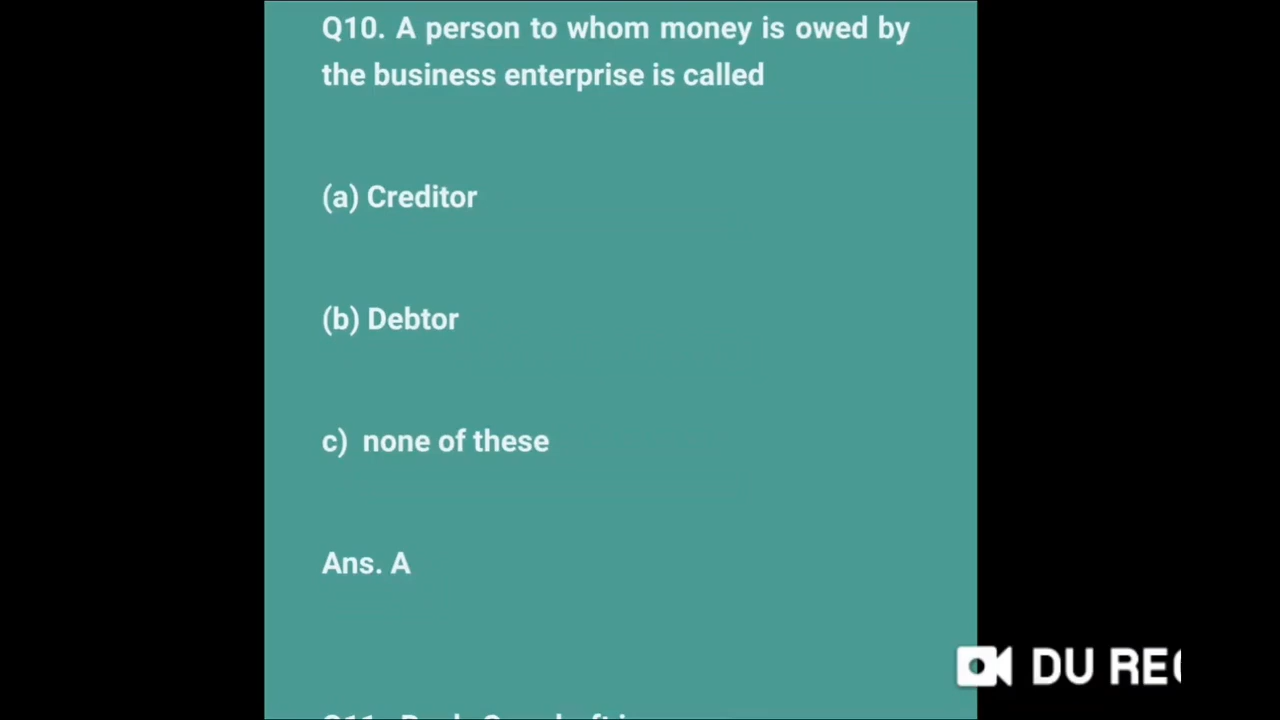 Q10. A person to whom money is owed by
the business enterprise is called
(a) Creditor
(b) Debtor
c) none of these
Ans. A
DU REC